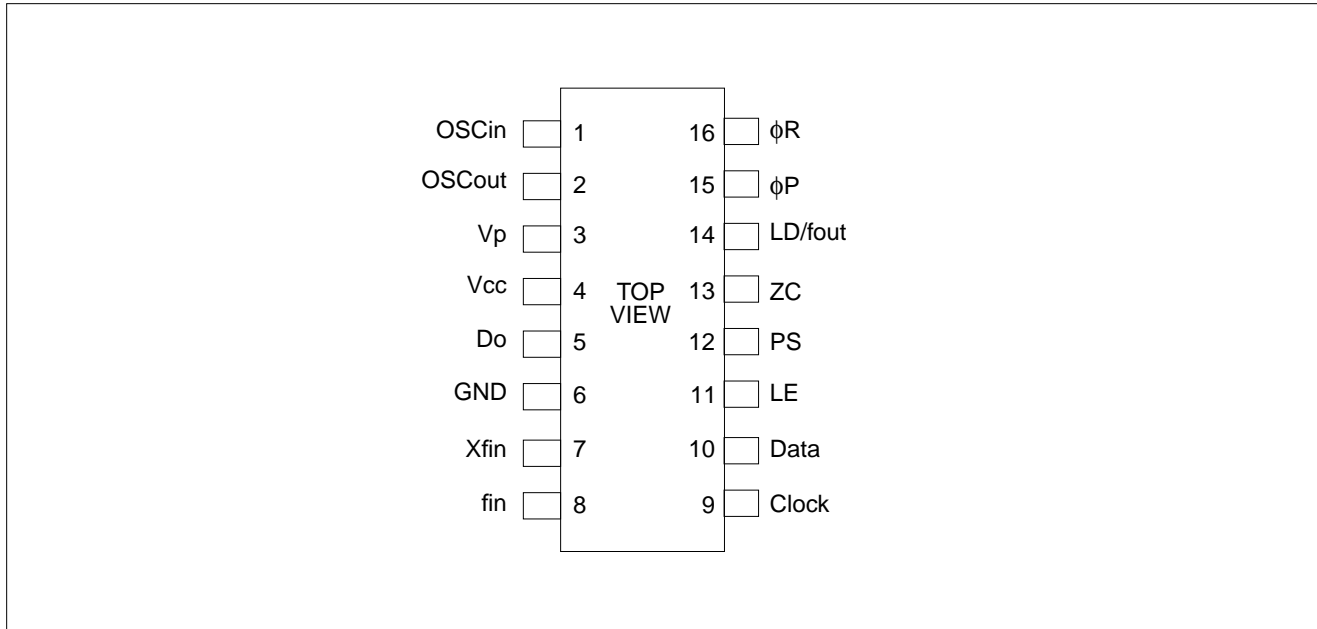 OSCin 1 16 ϕR
OSCout 2 15 ϕP
Vp 3 14 LD/fout
Vcc 4 TOP 13 ZC
VIEW
Do 5 12 PS
GND 6 11 LE
Xfin 7 10 Data
fin 8 9 Clock